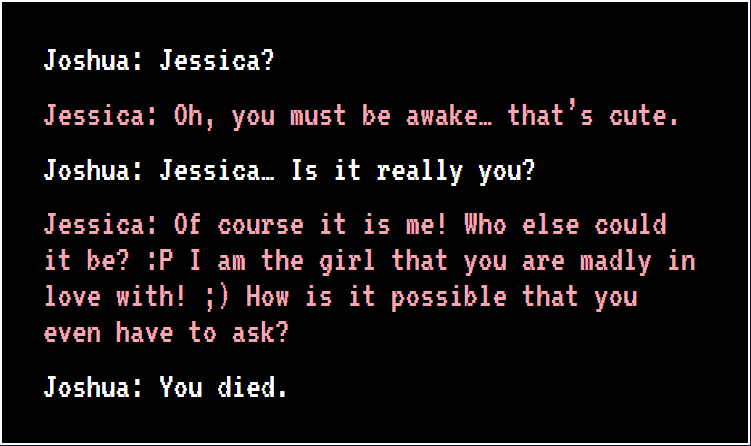 Joshua: Jessica?
Jessica: Oh, you must be awake… that’s cute.
Joshua: Jessica… Is it really you?
Jessica: Of course it is me! Who else could
it be? :P I am the girl that you are madly in
love with! ;) How is it possible that you
even have to ask?
Joshua: You died.